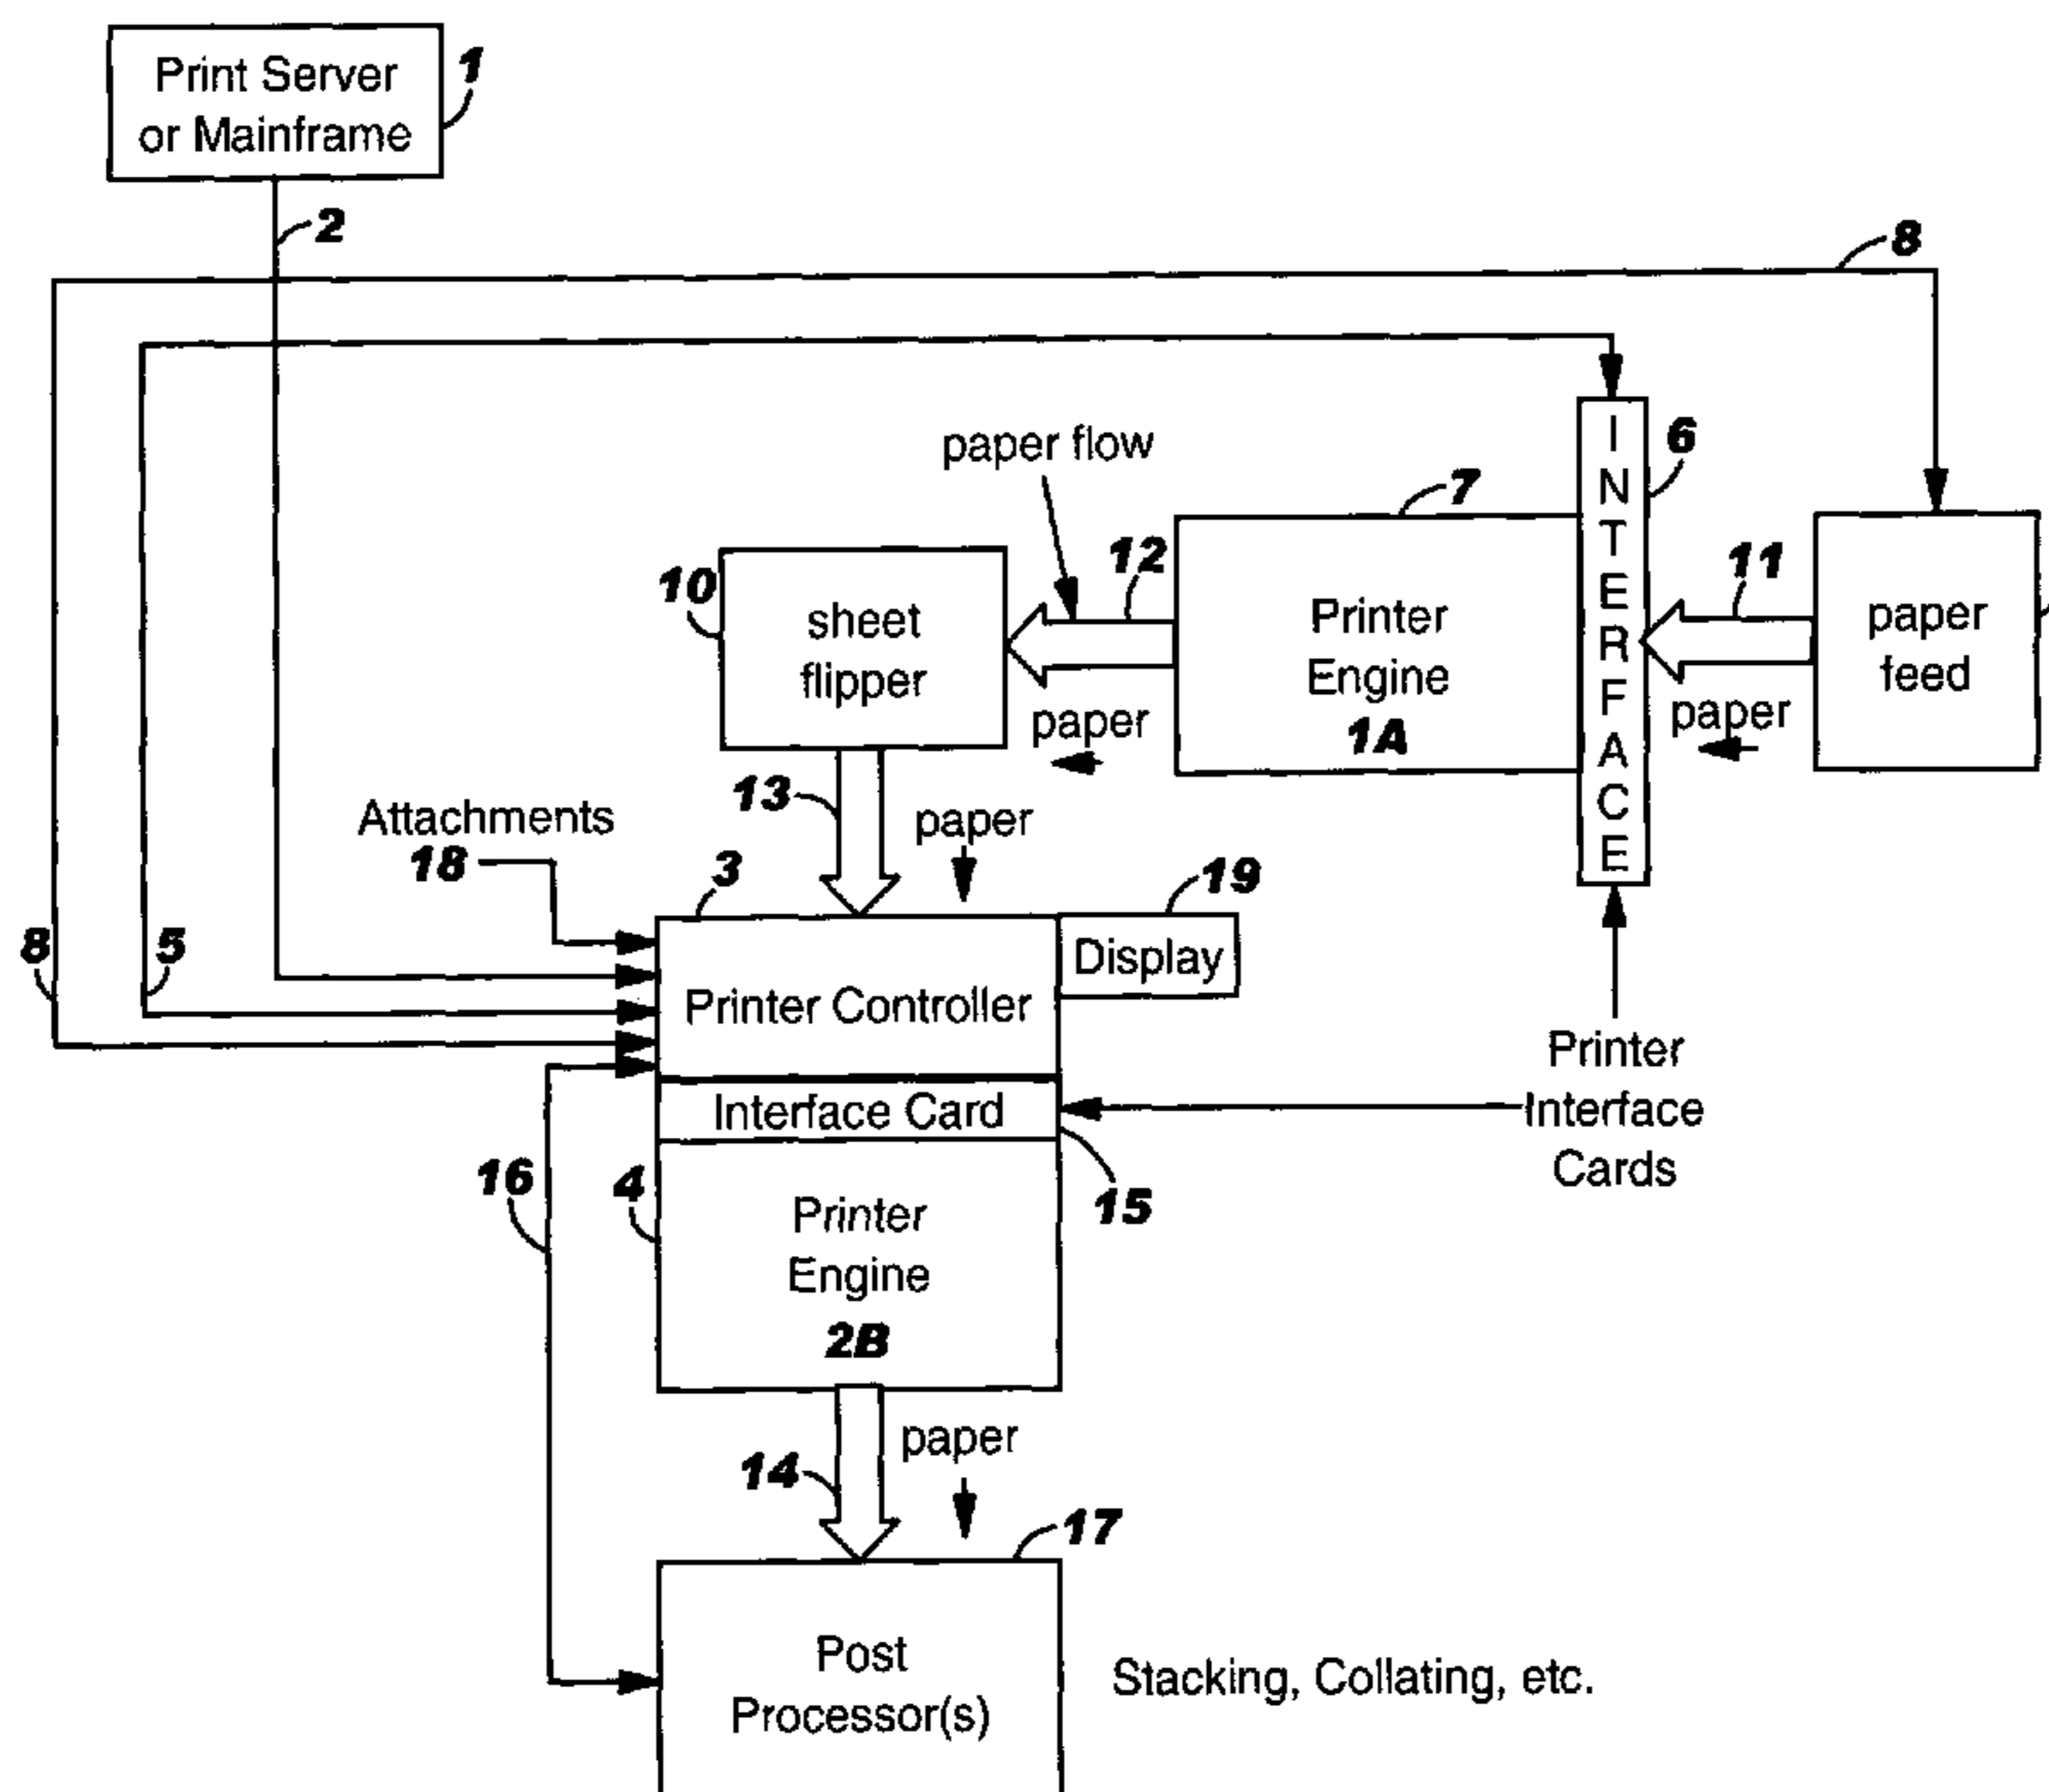 Print Server
or Mainframe
1
2
8
INTERFACE
6
paper flow
7
12
11
10
sheet
flipper
Printer
Engine
1A
paper
feed
paper
paper
13
paper
Attachments
18
3
19
8
5
Printer Controller
Display
Printer
Interface
Cards
Interface Card
15
16
4
Printer
Engine
2B
14
paper
17
Post
Processor(s)
Stacking, Collating, etc.